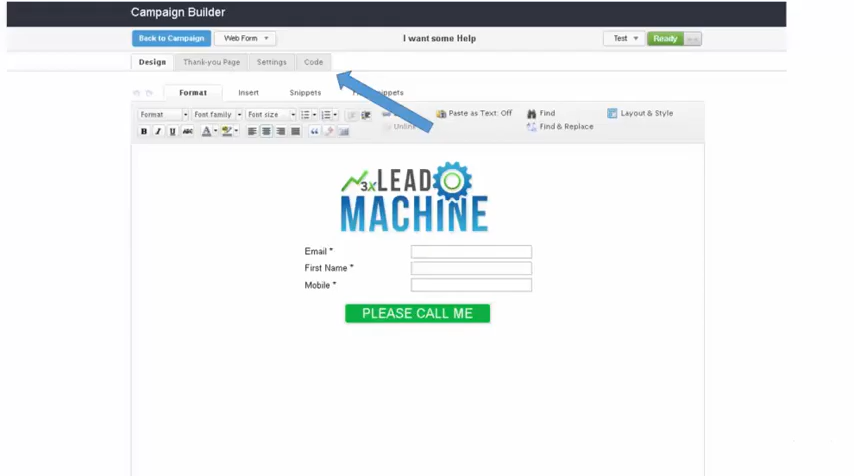 Campaign Builder
Back to Campaign Web Form I want some Help Test Ready
Design Thank-you Page Settings Code
Format Insert Snippets
Format Font family Font size Paste as Text: Off Find Layout & Style
B I U ABC A Unlink Find & Replace
3x LEAD
MACHINE
Email *
First Name *
Mobile *
PLEASE CALL ME